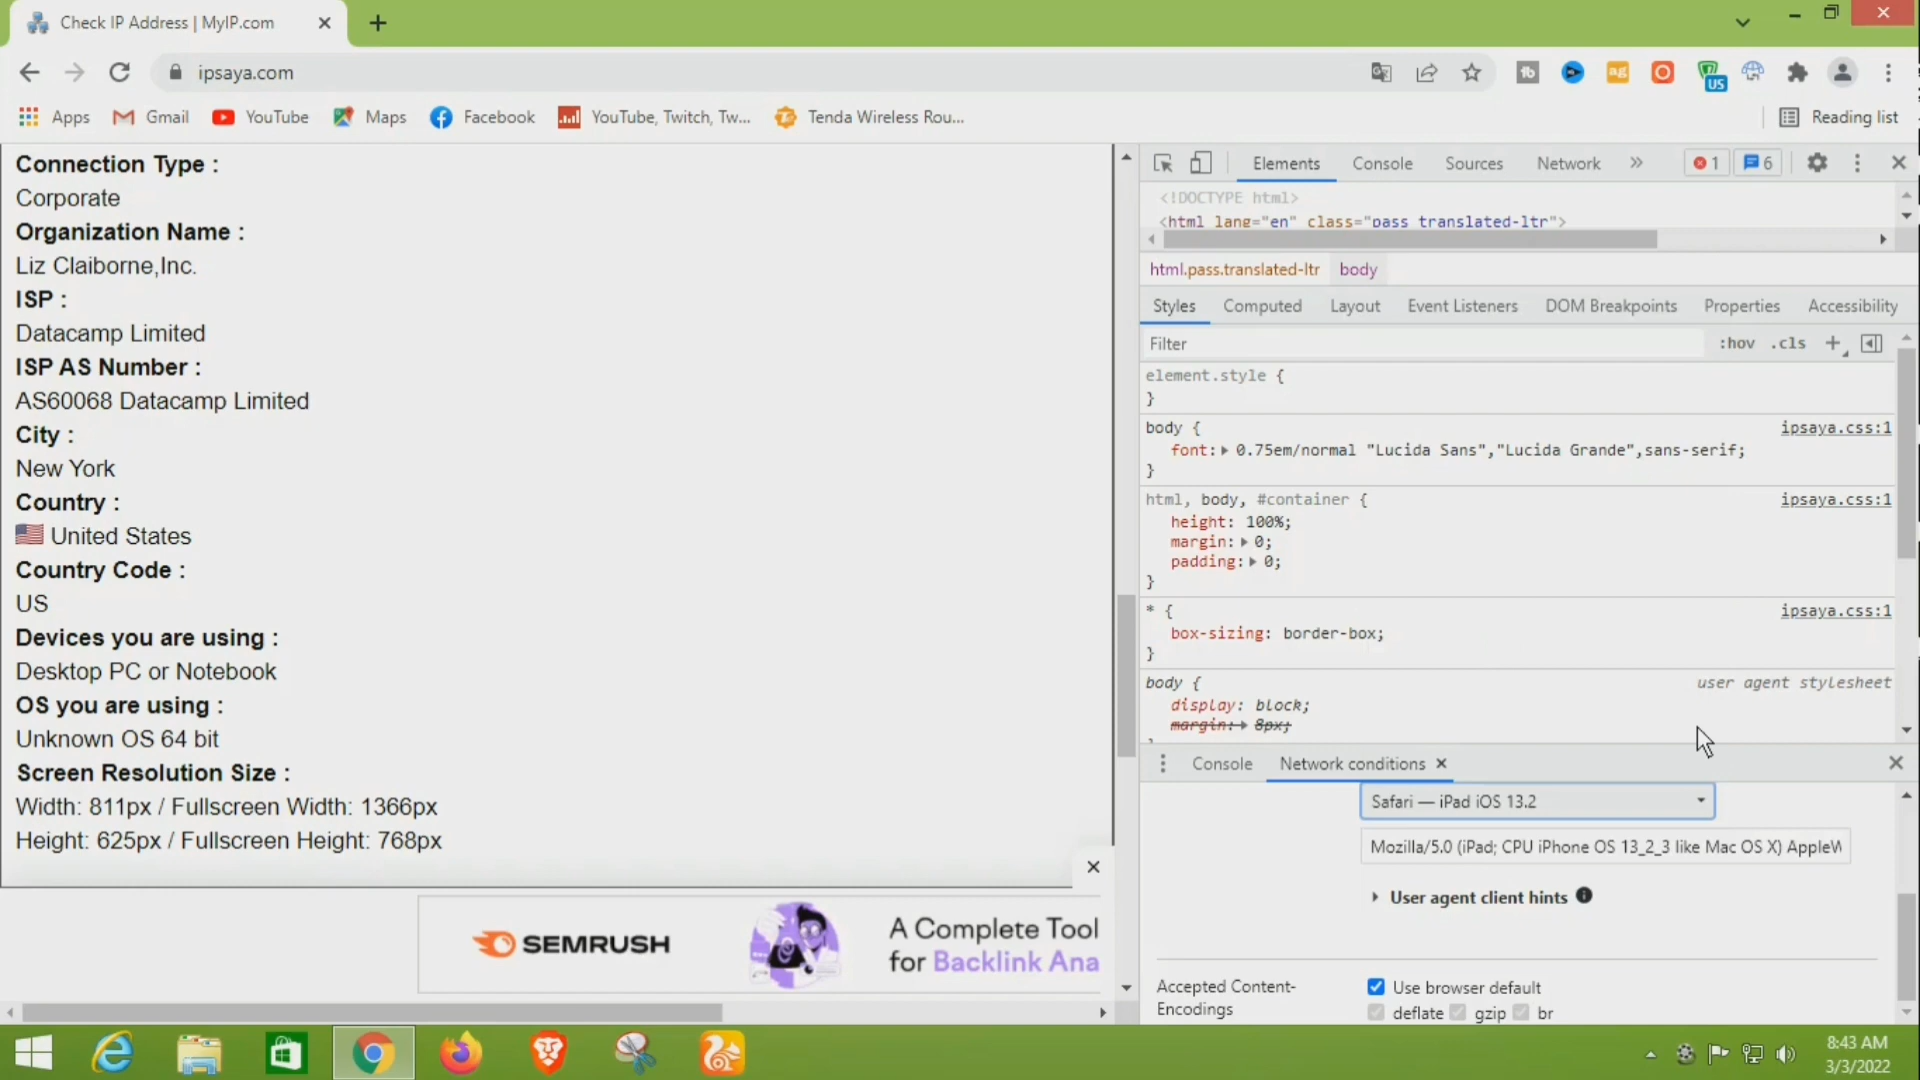 Check IP Address | MyIP.com
ipsaya.com
tb
ag
US
Apps
Gmail
YouTube
Maps
Facebook
YouTube, Twitch, Tw...
Tenda Wireless Rou...
Reading list
Connection Type :
Corporate
Organization Name :
Liz Claiborne,Inc.
ISP :
Datacamp Limited
ISP AS Number :
AS60068 Datacamp Limited
City :
New York
Country :
United States
Country Code :
US
Devices you are using :
Desktop PC or Notebook
OS you are using :
Unknown OS 64 bit
Screen Resolution Size :
Width: 811px / Fullscreen Width: 1366px
Height: 625px / Fullscreen Height: 768px
SEMRUSH
A Complete Tool
for Backlink Ana
Elements Console Sources Network » 1 6
<!DOCTYPE html>
<html lang="en" class="pass translated-ltr">
html.pass.translated-ltr body
Styles Computed Layout Event Listeners DOM Breakpoints Properties Accessibility
Filter :hov .cls +
element.style {
}
body { ipsaya.css:1
font: 0.75em/normal "Lucida Sans","Lucida Grande",sans-serif;
}
html, body, #container { ipsaya.css:1
height: 100%;
margin: 0;
padding: 0;
}
* { ipsaya.css:1
box-sizing: border-box;
}
body { user agent stylesheet
display: block;
margin: 8px;
Console Network conditions
Safari — iPad iOS 13.2
Mozilla/5.0 (iPad; CPU iPhone OS 13_2_3 like Mac OS X) AppleW
User agent client hints
Accepted Content-
Encodings
Use browser default
deflate gzip br
8:43 AM
3/3/2022